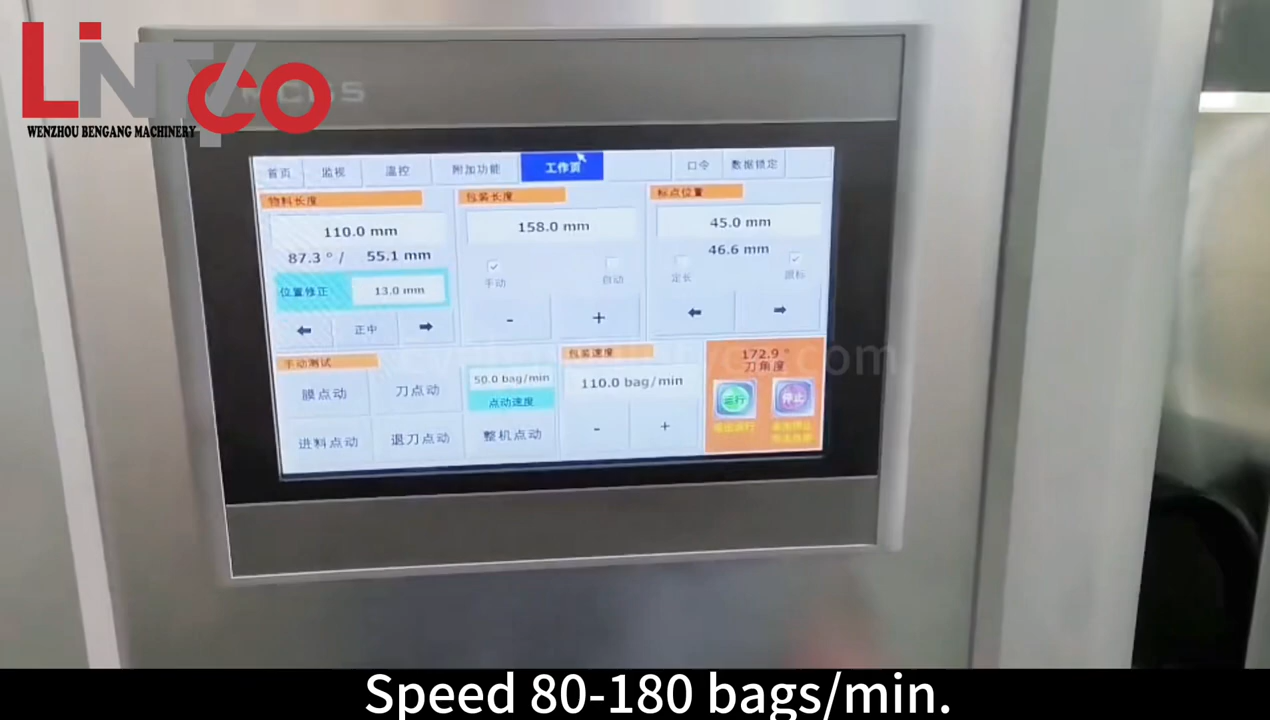 LiNTYCO
WENZHOU BENGANG MACHINERY
首页 监视 温控 附加功能 工作页 口令 数据锁定
物料长度 包装长度 标点位置
110.0 mm 158.0 mm 45.0 mm
87.3 ° / 55.1 mm 46.6 mm
手动 自动 定长 跟标
位置修正 13.0 mm
正中 - +
手动测试 包装速度 172.9 °
刀角度
膜点动 刀点动 50.0 bag/min 110.0 bag/min
点动速度 运行 停止
进料点动 退刀点动 整机点动 - +
Speed 80-180 bags/min.